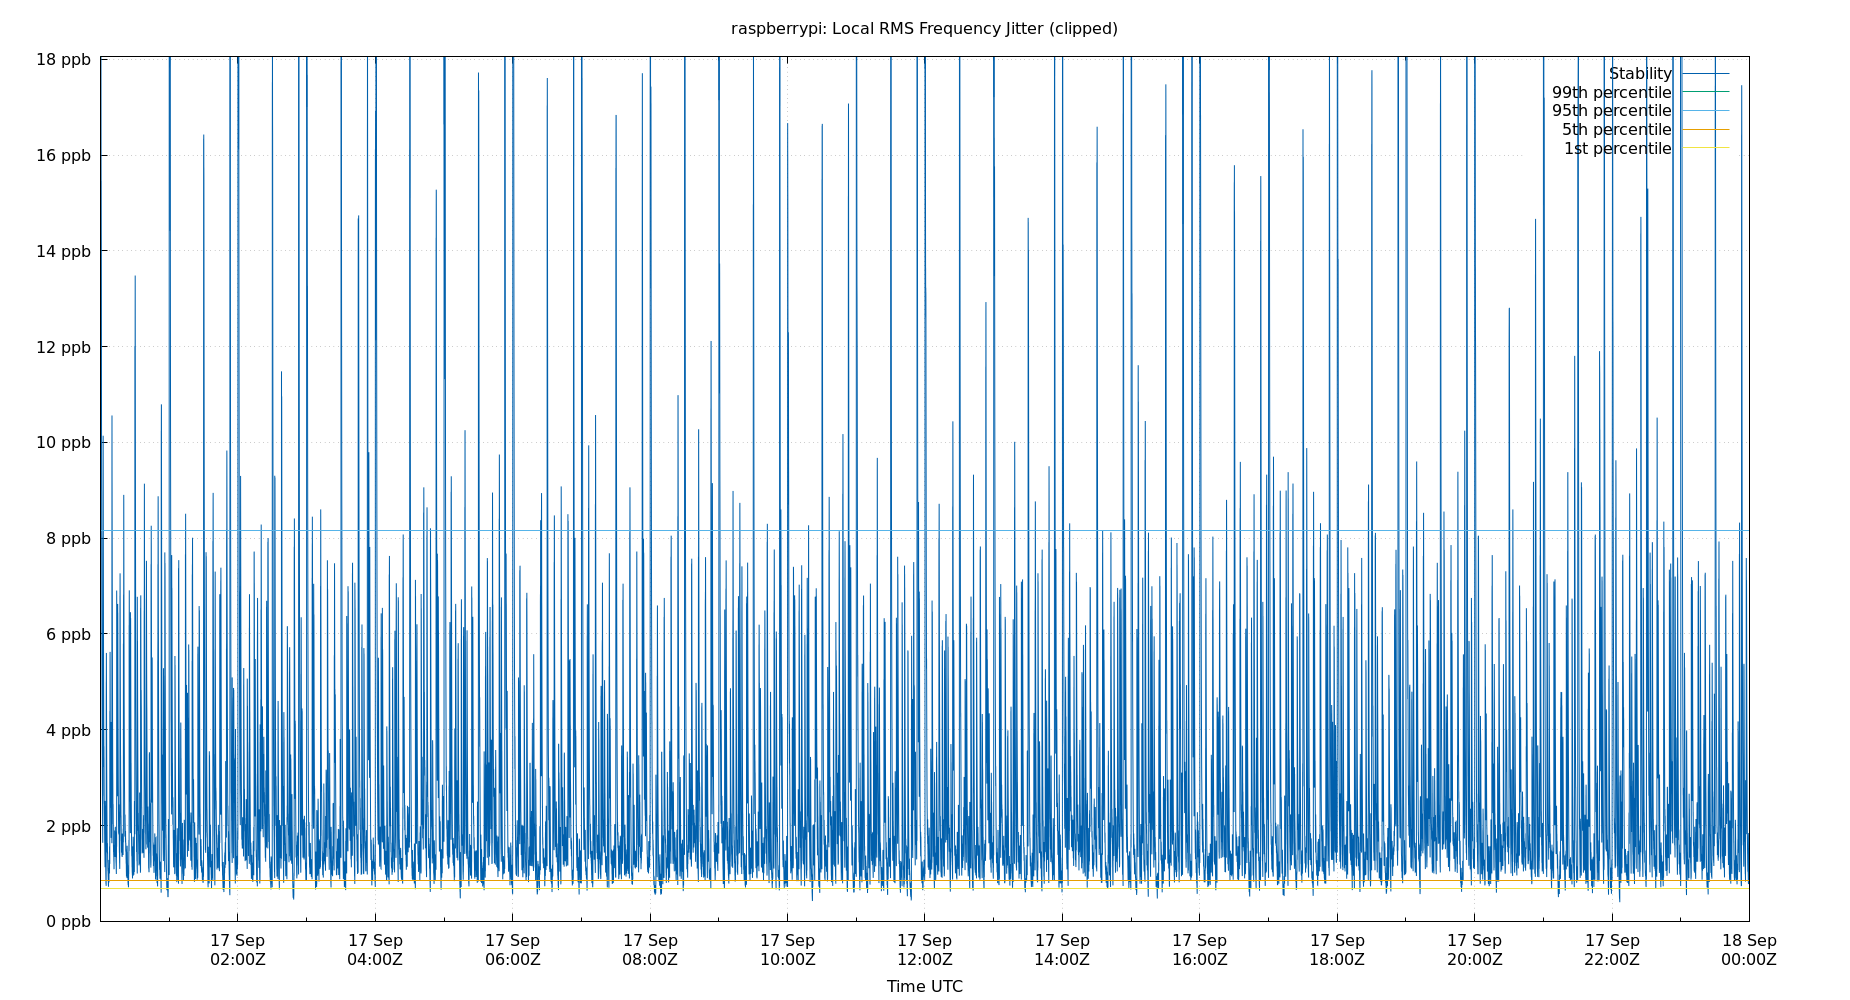 raspberrypi: Local RMS Frequency Jitter (clipped)
18 ppb
16 ppb
14 ppb
12 ppb
10 ppb
8 ppb
6 ppb
4 ppb
2 ppb
0 ppb
Stability
99th percentile
95th percentile
5th percentile
1st percentile
17 Sep 17 Sep 17 Sep 17 Sep 17 Sep 17 Sep 17 Sep 17 Sep 17 Sep 17 Sep 17 Sep 18 Sep
02:00Z 04:00Z 06:00Z 08:00Z 10:00Z 12:00Z 14:00Z 16:00Z 18:00Z 20:00Z 22:00Z 00:00Z
Time UTC